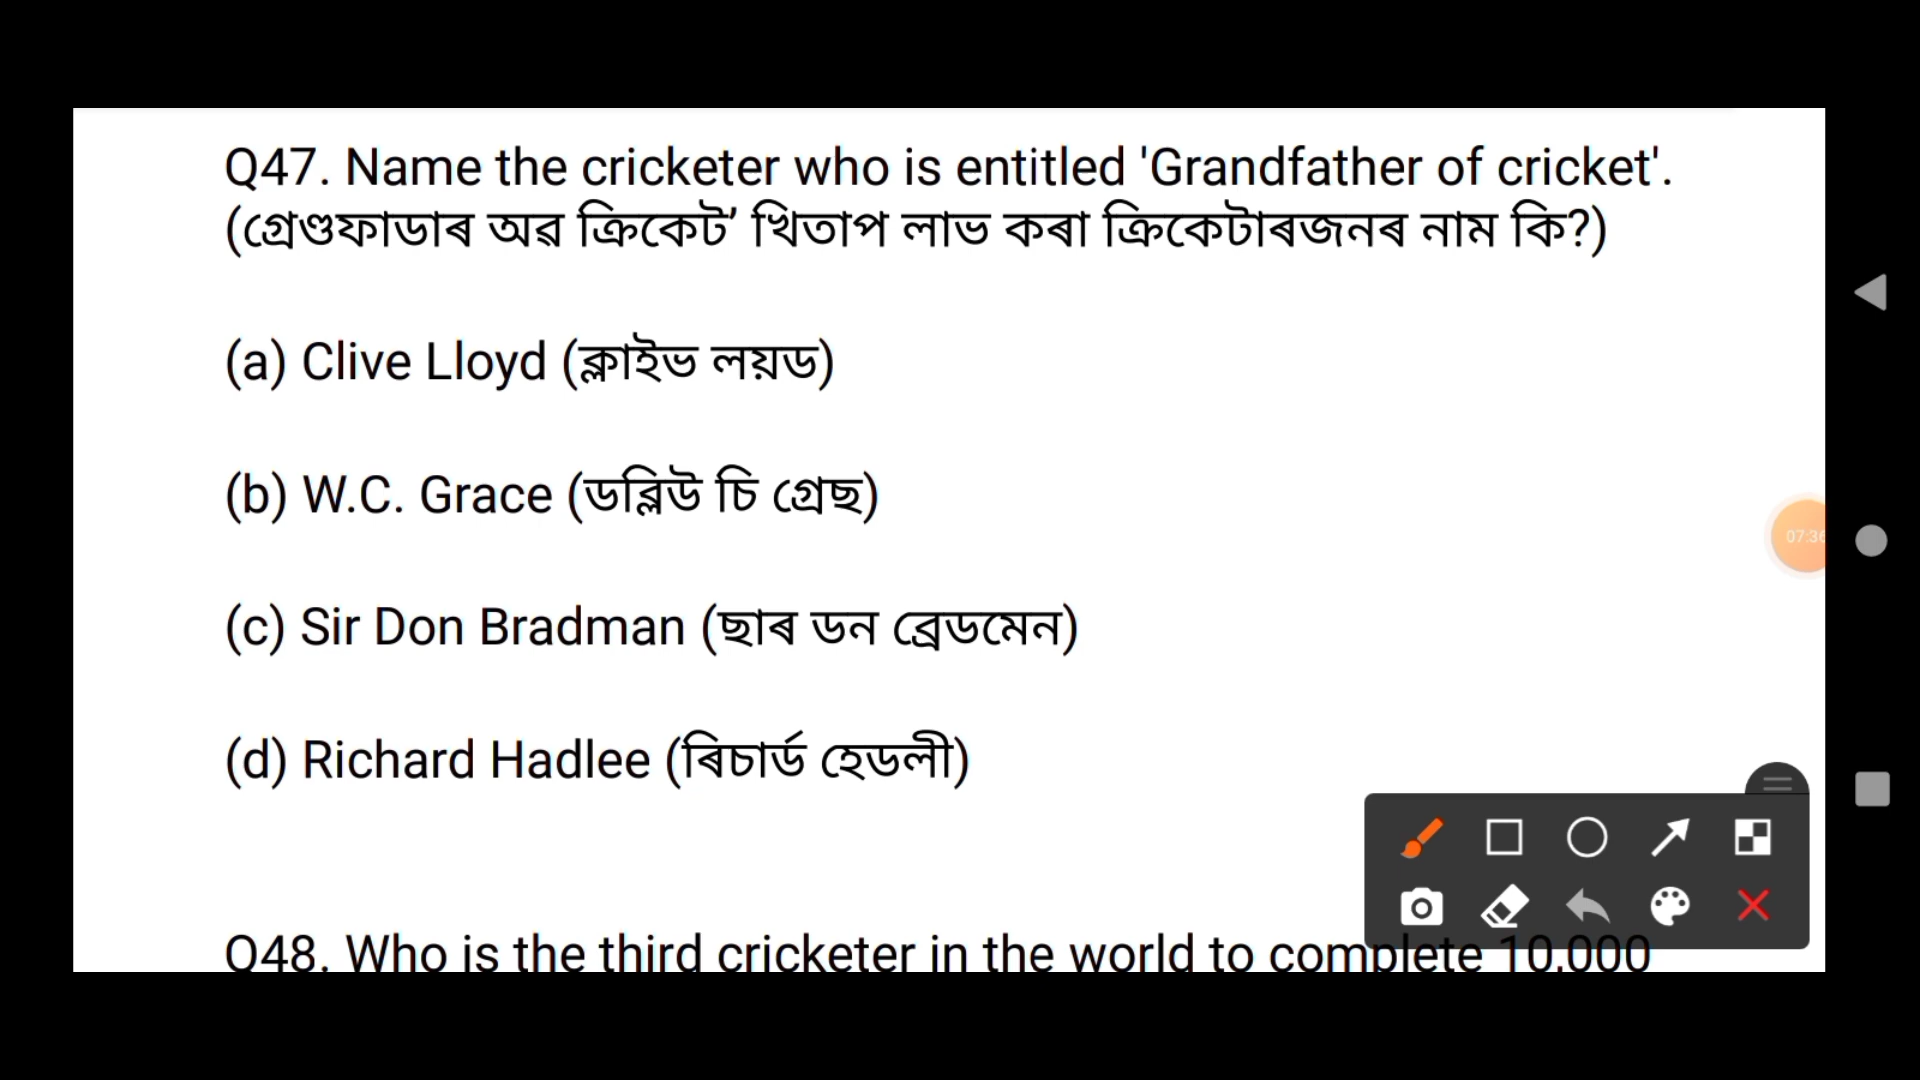 Q47. Name the cricketer who is entitled 'Grandfather of cricket'.
(গ্ৰেণ্ডফাডাৰ অৱ ক্ৰিকেট’ খিতাপ লাভ কৰা ক্ৰিকেটাৰজনৰ নাম কি?)
(a) Clive Lloyd (ক্লাইভ লয়ড)
(b) W.C. Grace (ডব্লিউ চি গ্ৰেছ)
07:36
(c) Sir Don Bradman (ছাৰ ডন ব্ৰেডমেন)
(d) Richard Hadlee (ৰিচাৰ্ড হেডলী)
Q48. Who is the third cricketer in the world to complete 10,000